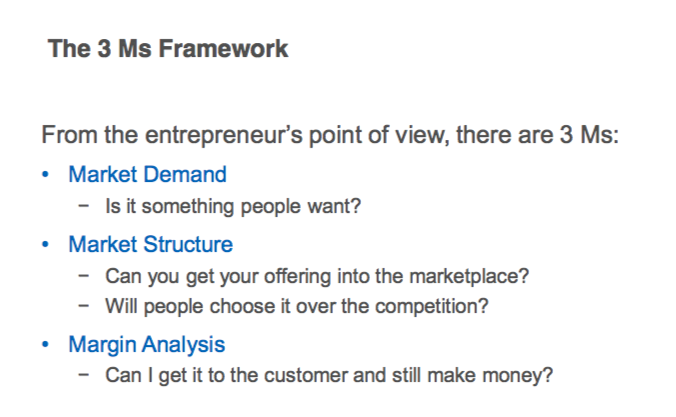 The 3 Ms Framework
From the entrepreneur's point of view, there are 3 Ms:
• Market Demand
– Is it something people want?
• Market Structure
– Can you get your offering into the marketplace?
– Will people choose it over the competition?
• Margin Analysis
– Can I get it to the customer and still make money?